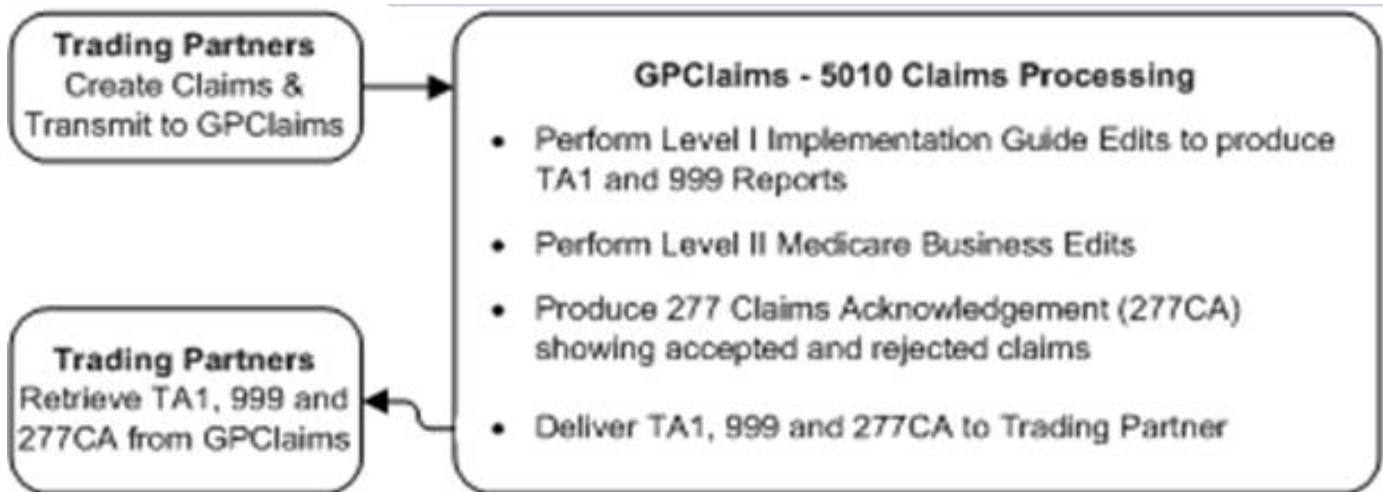 Trading Partners
Create Claims &
Transmit to GPClaims
GPClaims - 5010 Claims Processing
• Perform Level I Implementation Guide Edits to produce
TA1 and 999 Reports
• Perform Level II Medicare Business Edits
• Produce 277 Claims Acknowledgement (277CA)
showing accepted and rejected claims
• Deliver TA1, 999 and 277CA to Trading Partner
Trading Partners
Retrieve TA1, 999 and
277CA from GPClaims